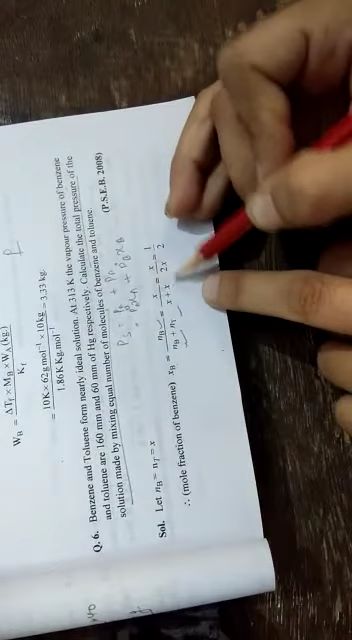 W_B = ΔT_f × M_B × W_A (kg) / K_f
= 10K × 62 g mol⁻¹ × 10 kg / 1.86 K Kg mol⁻¹ = 3.33 kg.
Q. 6. Benzene and Toluene form nearly ideal solution. At 313 K the vapour pressure of benzene
and toluene are 160 mm and 60 mm of Hg respectively. Calculate the total pressure of the
solution made by mixing equal number of molecules of benzene and toluene.
(P.S.E.B. 2008)
Sol. Let n_B = n_T = x
∴ (mole fraction of benzene) x_B = n_B / n_B + n_T = x / x + x = x / 2x = 1 / 2